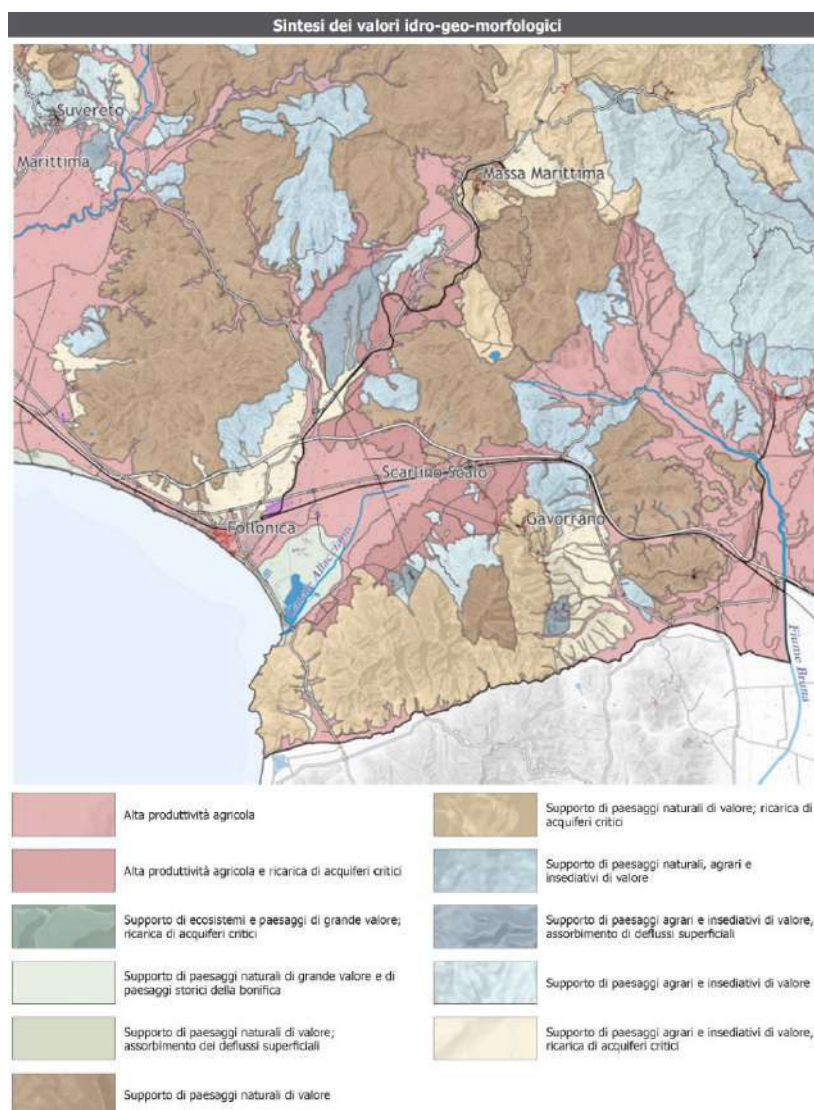 Sintesi dei valori idro-geo-morfologici
Suvereto
Marittima
Massa Marittima
Scarlino Scalo
Follonica
Gavorrano
Canale Allacciante
Fiume Bruna
Alta produttività agricola
Alta produttività agricola e ricarica di acquiferi critici
Supporto di ecosistemi e paesaggi di grande valore;
ricarica di acquiferi critici
Supporto di paesaggi naturali di grande valore e di
paesaggi storici della bonifica
Supporto di paesaggi naturali di valore;
assorbimento dei deflussi superficiali
Supporto di paesaggi naturali di valore
Supporto di paesaggi naturali di valore; ricarica di
acquiferi critici
Supporto di paesaggi naturali, agrari e
insediativi di valore
Supporto di paesaggi agrari e insediativi di valore,
assorbimento di deflussi superficiali
Supporto di paesaggi agrari e insediativi di valore
Supporto di paesaggi agrari e insediativi di valore,
ricarica di acquiferi critici